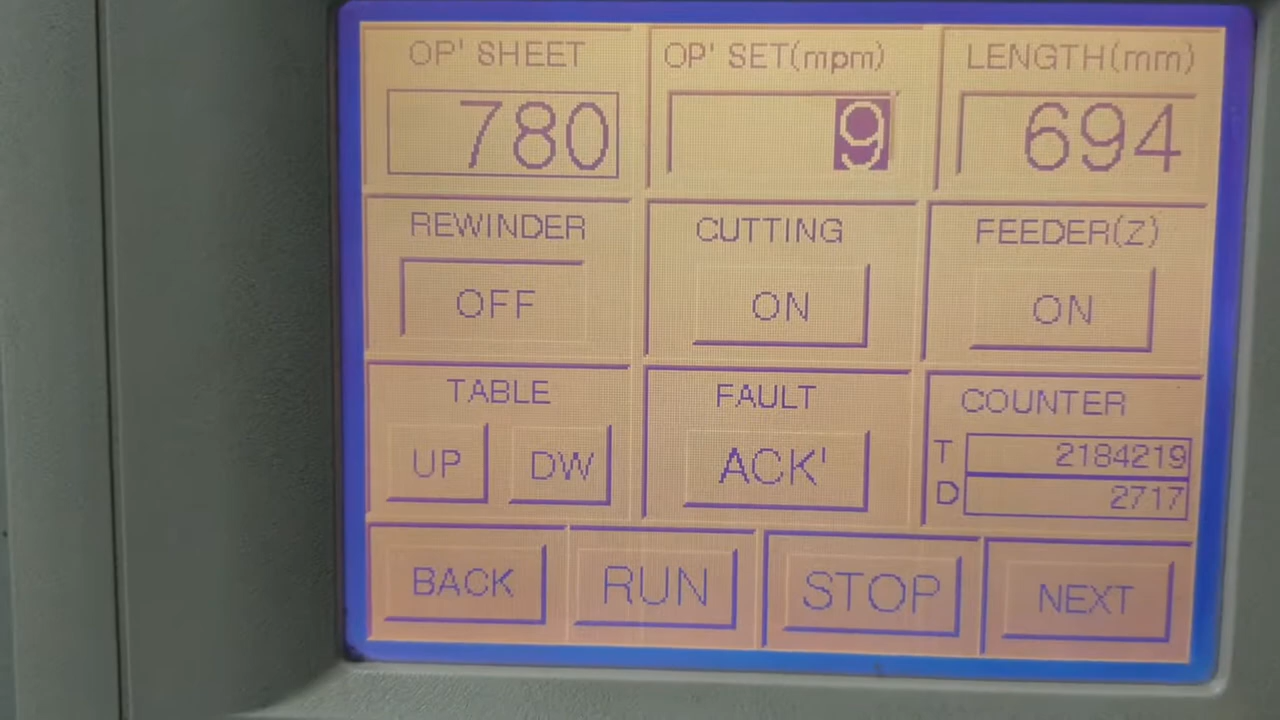 OP' SHEET OP' SET(mpm) LENGTH(mm)
780 9 694
REWINDER CUTTING FEEDER(Z)
OFF ON ON
TABLE FAULT COUNTER
UP DW ACK' T 2184219
D 2717
BACK RUN STOP NEXT